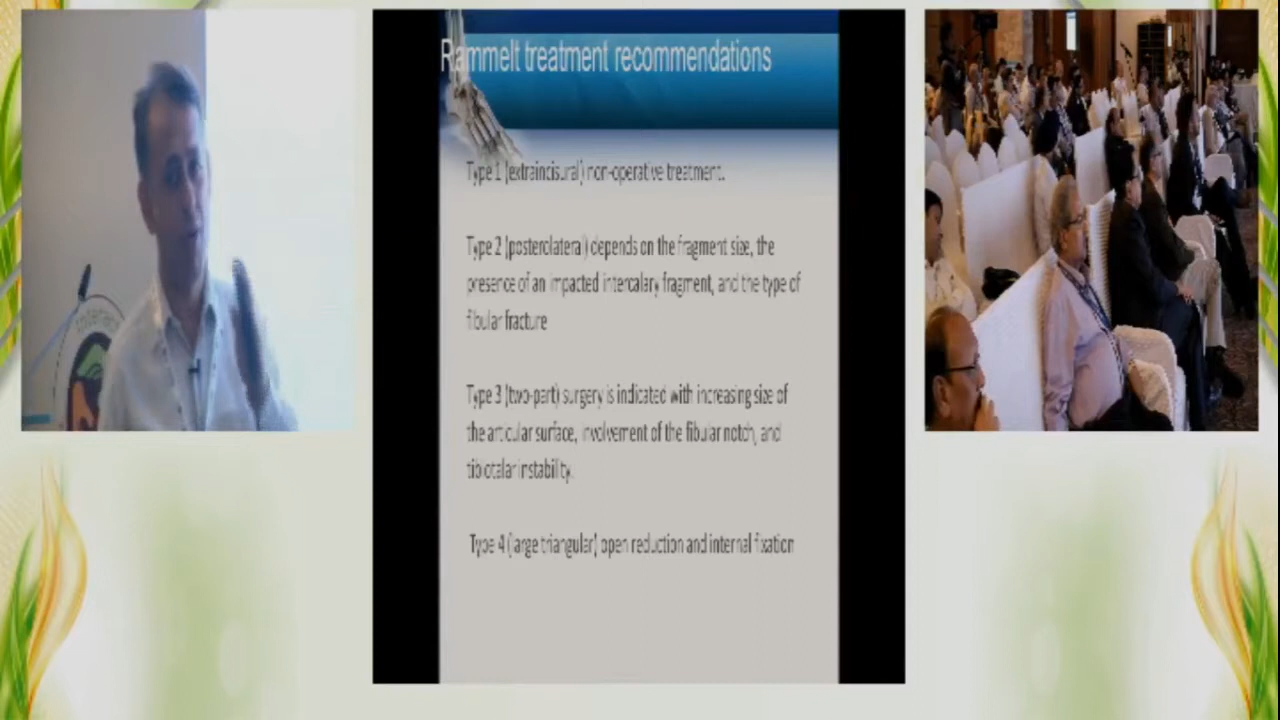 Rammelt treatment recommendations
Type 1 (extraincisural) non-operative treatment.
Type 2 (posterolateral) depends on the fragment size, the
presence of an impacted intercalary fragment, and the type of
fibular fracture
Type 3 (two-part) surgery is indicated with increasing size of
the articular surface, involvement of the fibular notch, and
tibiotalar instability.
Type 4 (large triangular) open reduction and internal fixation